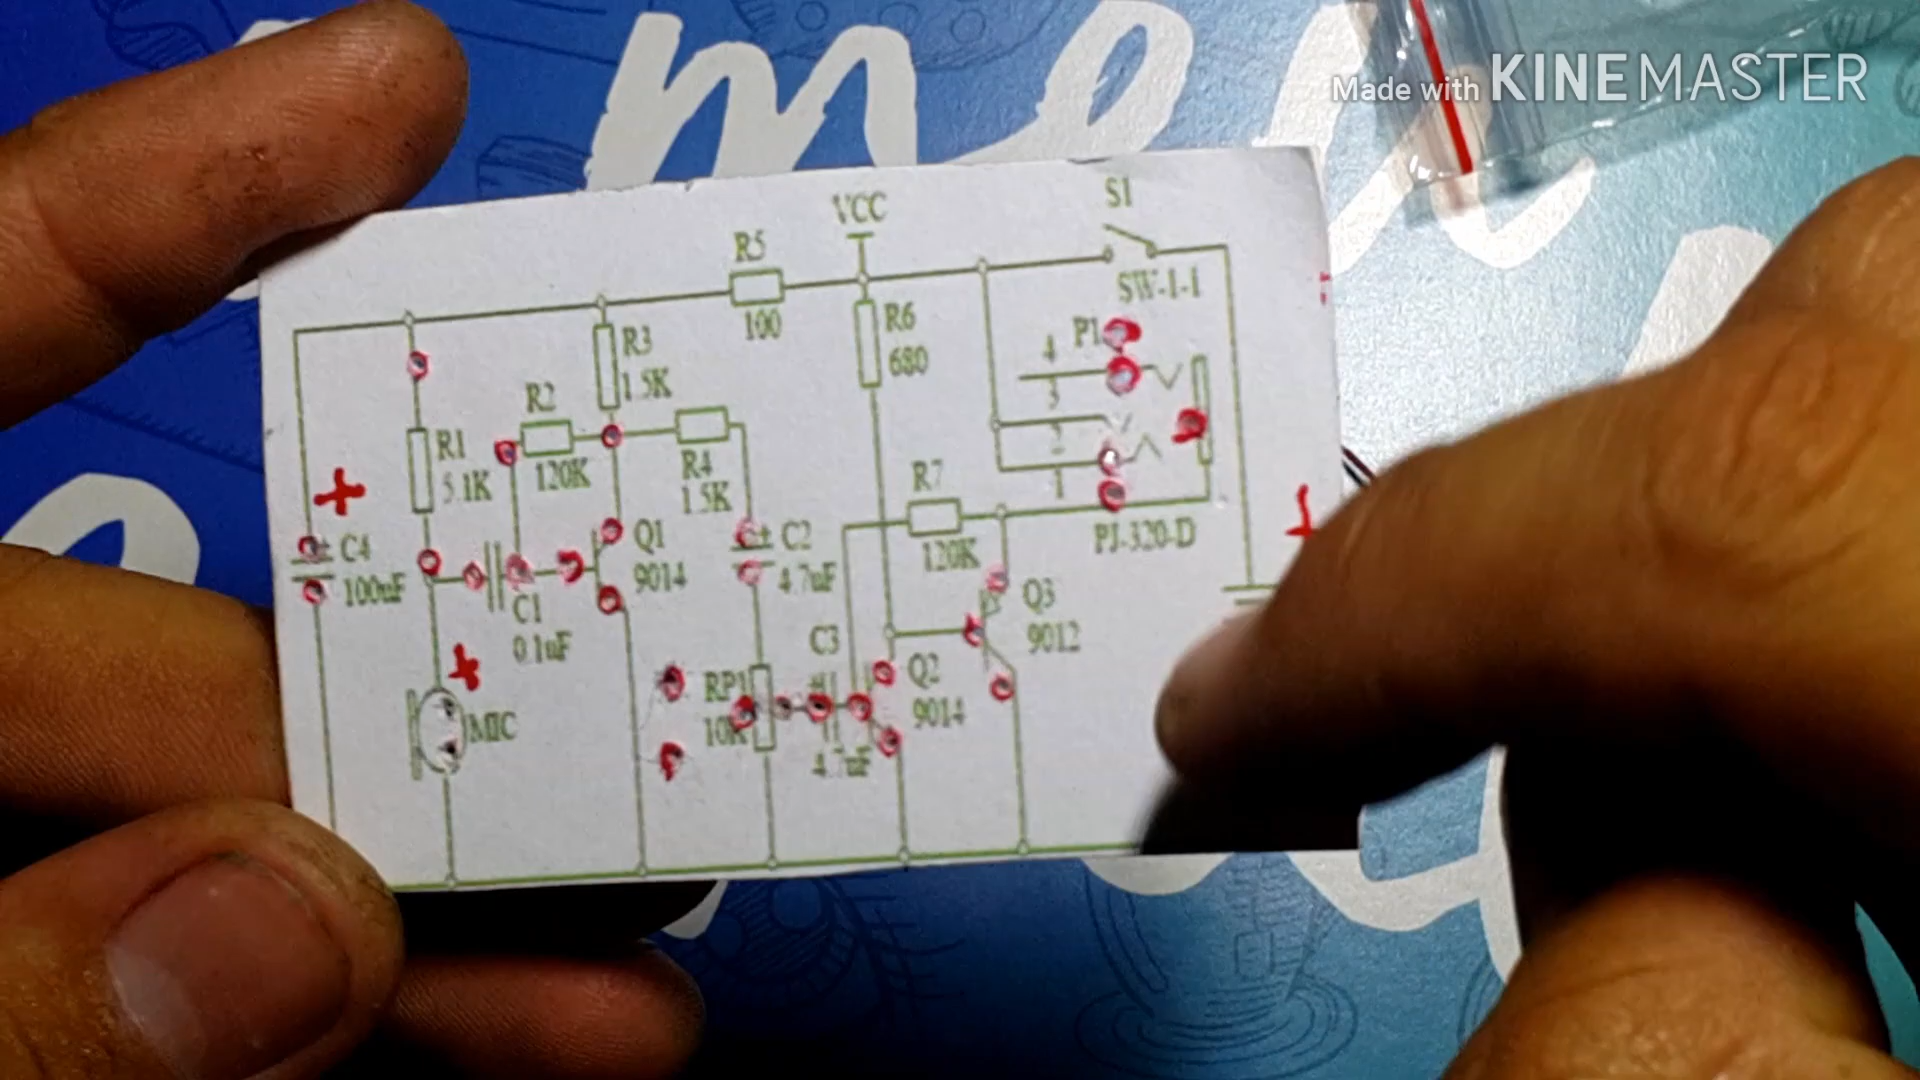 Made with KINEMASTER
men
VCC
S1
SW-1-1
R5
100
R6
680
P1
4
3
2
1
PJ-320-D
R3
1.5K
R2
120K
R4
1.5K
R1
5.1K
R7
120K
+
C4
100uF
+
C1
0.1uF
Q1
9014
+
C2
4.7uF
Q3
9012
C3
4.7uF
RP1
10K
Q2
9014
+
MIC